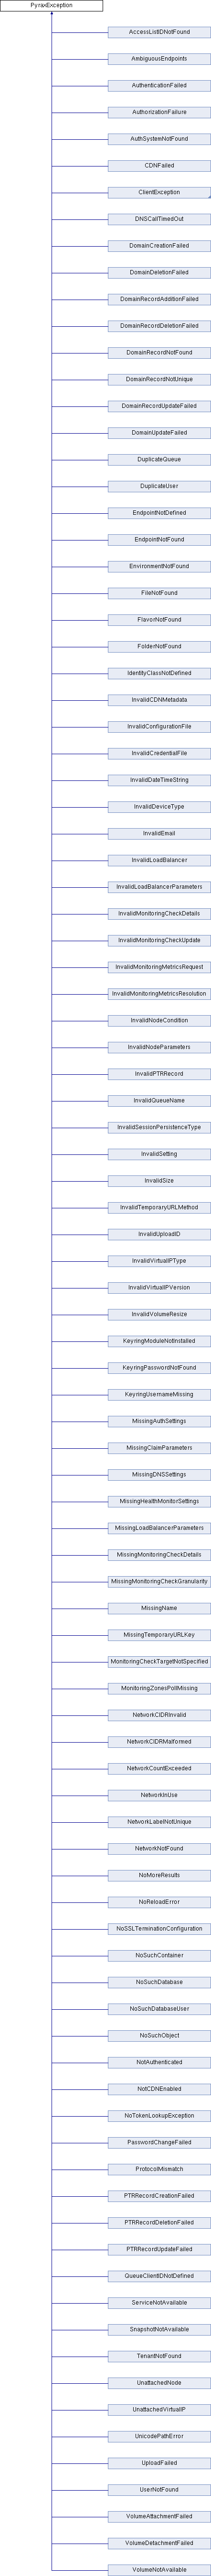 PyraxException
AccessListIDNotFound
AmbiguousEndpoints
AuthenticationFailed
AuthorizationFailure
AuthSystemNotFound
CDNFailed
ClientException
DNSCallTimedOut
DomainCreationFailed
DomainDeletionFailed
DomainRecordAdditionFailed
DomainRecordDeletionFailed
DomainRecordNotFound
DomainRecordNotUnique
DomainRecordUpdateFailed
DomainUpdateFailed
DuplicateQueue
DuplicateUser
EndpointNotDefined
EndpointNotFound
EnvironmentNotFound
FileNotFound
FlavorNotFound
FolderNotFound
IdentityClassNotDefined
InvalidCDNMetadata
InvalidConfigurationFile
InvalidCredentialFile
InvalidDateTimeString
InvalidDeviceType
InvalidEmail
InvalidLoadBalancer
InvalidLoadBalancerParameters
InvalidMonitoringCheckDetails
InvalidMonitoringCheckUpdate
InvalidMonitoringMetricsRequest
InvalidMonitoringMetricsResolution
InvalidNodeCondition
InvalidNodeParameters
InvalidPTRRecord
InvalidQueueName
InvalidSessionPersistenceType
InvalidSetting
InvalidSize
InvalidTemporaryURLMethod
InvalidUploadID
InvalidVirtualIPType
InvalidVirtualIPVersion
InvalidVolumeResize
KeyringModuleNotInstalled
KeyringPasswordNotFound
KeyringUsernameMissing
MissingAuthSettings
MissingClaimParameters
MissingDNSSettings
MissingHealthMonitorSettings
MissingLoadBalancerParameters
MissingMonitoringCheckDetails
MissingMonitoringCheckGranularity
MissingName
MissingTemporaryURLKey
MonitoringCheckTargetNotSpecified
MonitoringZonesPollMissing
NetworkCIDRInvalid
NetworkCIDRMalformed
NetworkCountExceeded
NetworkInUse
NetworkLabelNotUnique
NetworkNotFound
NoMoreResults
NoReloadError
NoSSLTerminationConfiguration
NoSuchContainer
NoSuchDatabase
NoSuchDatabaseUser
NoSuchObject
NotAuthenticated
NotCDNEnabled
NoTokenLookupException
PasswordChangeFailed
ProtocolMismatch
PTRRecordCreationFailed
PTRRecordDeletionFailed
PTRRecordUpdateFailed
QueueClientIDNotDefined
ServiceNotAvailable
SnapshotNotAvailable
TenantNotFound
UnattachedNode
UnattachedVirtualIP
UnicodePathError
UploadFailed
UserNotFound
VolumeAttachmentFailed
VolumeDetachmentFailed
VolumeNotAvailable